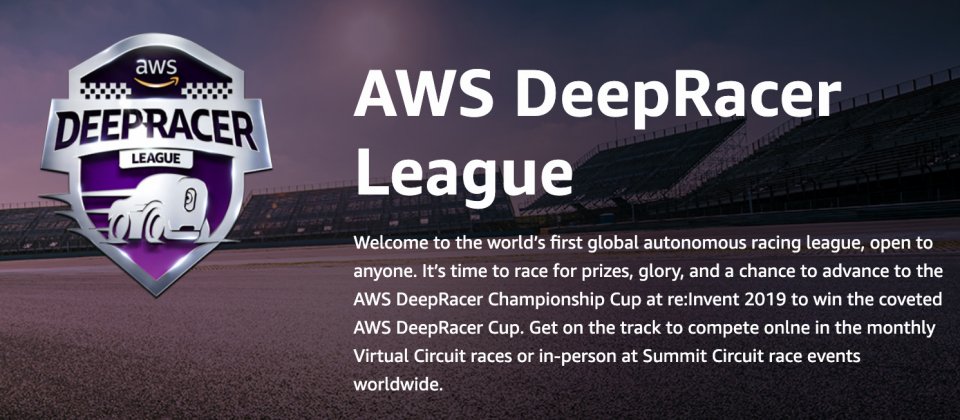 aws
DEEPRACER
LEAGUE
AWS DeepRacer
League
Welcome to the world's first global autonomous racing league, open to
anyone. It's time to race for prizes, glory, and a chance to advance to the
AWS DeepRacer Championship Cup at re:Invent 2019 to win the coveted
AWS DeepRacer Cup. Get on the track to compete onlne in the monthly
Virtual Circuit races or in-person at Summit Circuit race events
worldwide.